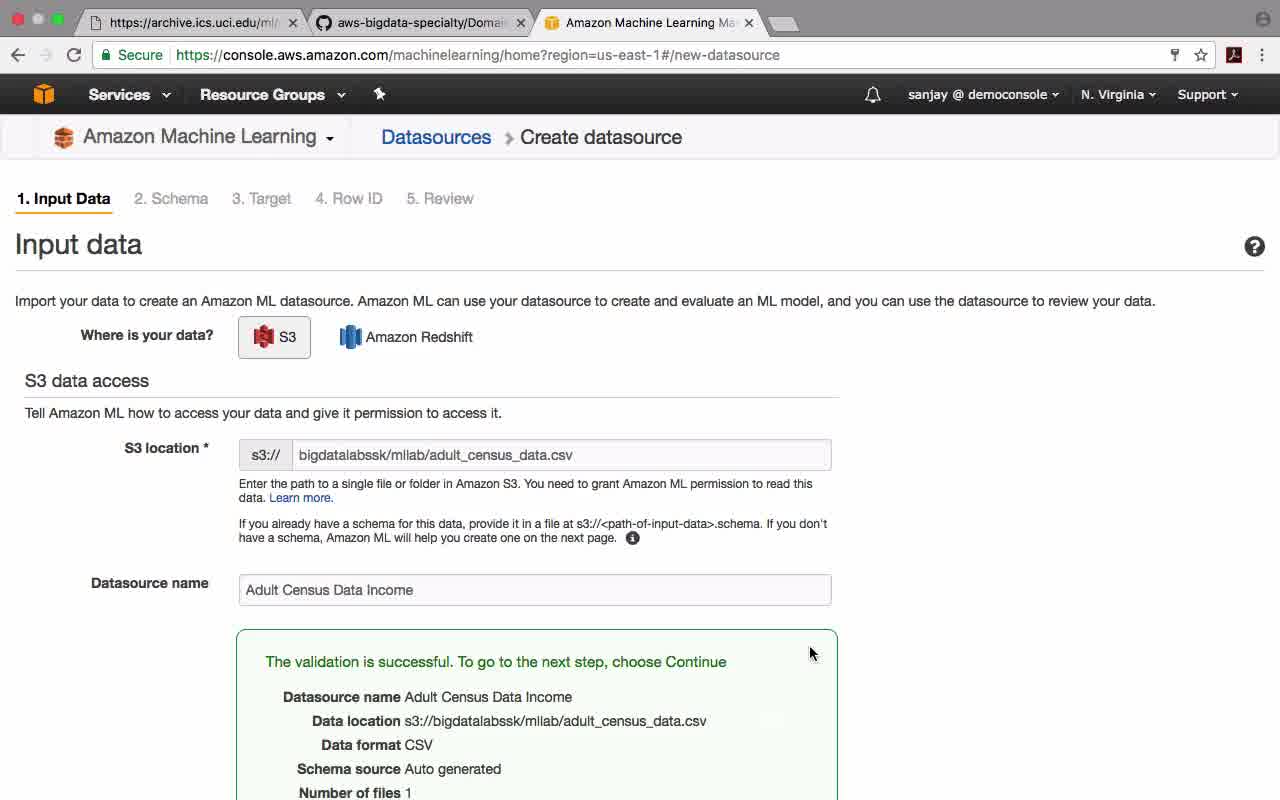 https://archive.ics.uci.edu/ml/
aws-bigdata-specialty/Domai
Amazon Machine Learning Ma
Secure https://console.aws.amazon.com/machinelearning/home?region=us-east-1#/new-datasource
Services Resource Groups sanjay @ democonsole N. Virginia Support
Amazon Machine Learning Datasources > Create datasource
1. Input Data 2. Schema 3. Target 4. Row ID 5. Review
Input data
Import your data to create an Amazon ML datasource. Amazon ML can use your datasource to create and evaluate an ML model, and you can use the datasource to review your data.
Where is your data? S3 Amazon Redshift
S3 data access
Tell Amazon ML how to access your data and give it permission to access it.
S3 location * s3:// bigdatalabssk/mllab/adult_census_data.csv
Enter the path to a single file or folder in Amazon S3. You need to grant Amazon ML permission to read this
data. Learn more.
If you already have a schema for this data, provide it in a file at s3://<path-of-input-data>.schema. If you don't
have a schema, Amazon ML will help you create one on the next page.
Datasource name Adult Census Data Income
The validation is successful. To go to the next step, choose Continue
Datasource name Adult Census Data Income
Data location s3://bigdatalabssk/mllab/adult_census_data.csv
Data format CSV
Schema source Auto generated
Number of files 1